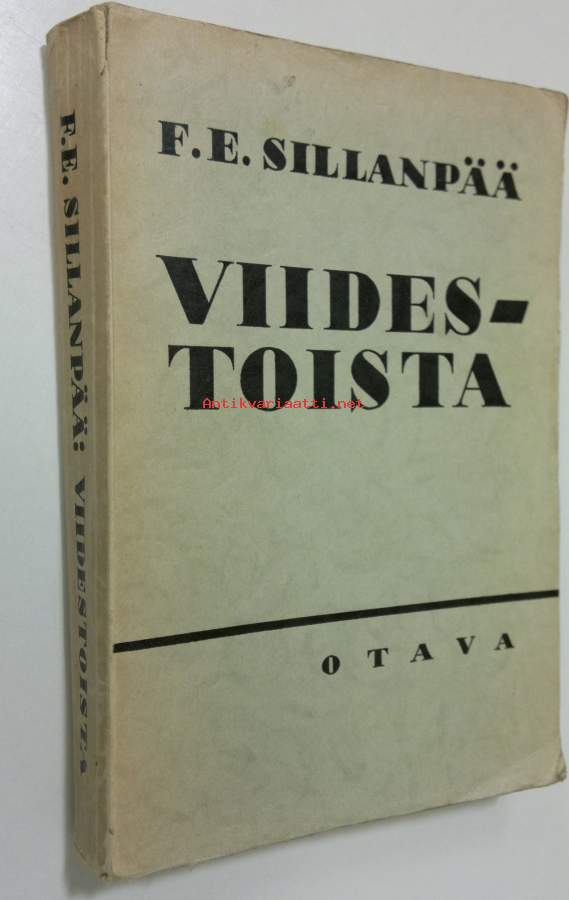 F.E. SILLANPÄÄ: VIIDESTOISTA
F.E. SILLANPÄÄ
VIIDES-
TOISTA
Antikvariaatti.net
OTAVA